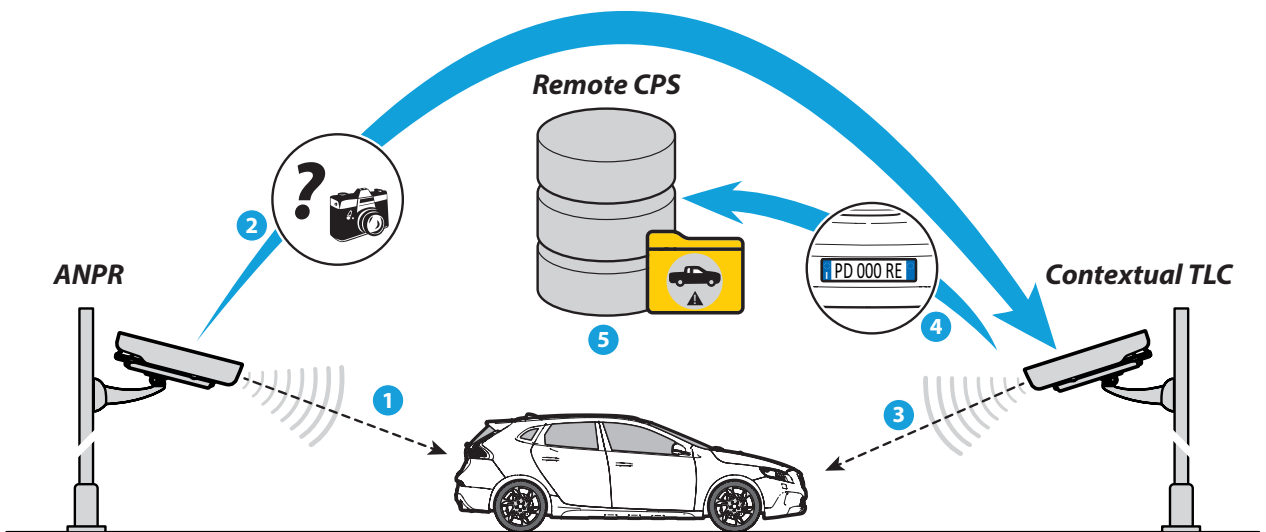 Remote CPS
?
2
ANPR
I PD 000 RE
Contextual TLC
4
5
1
3